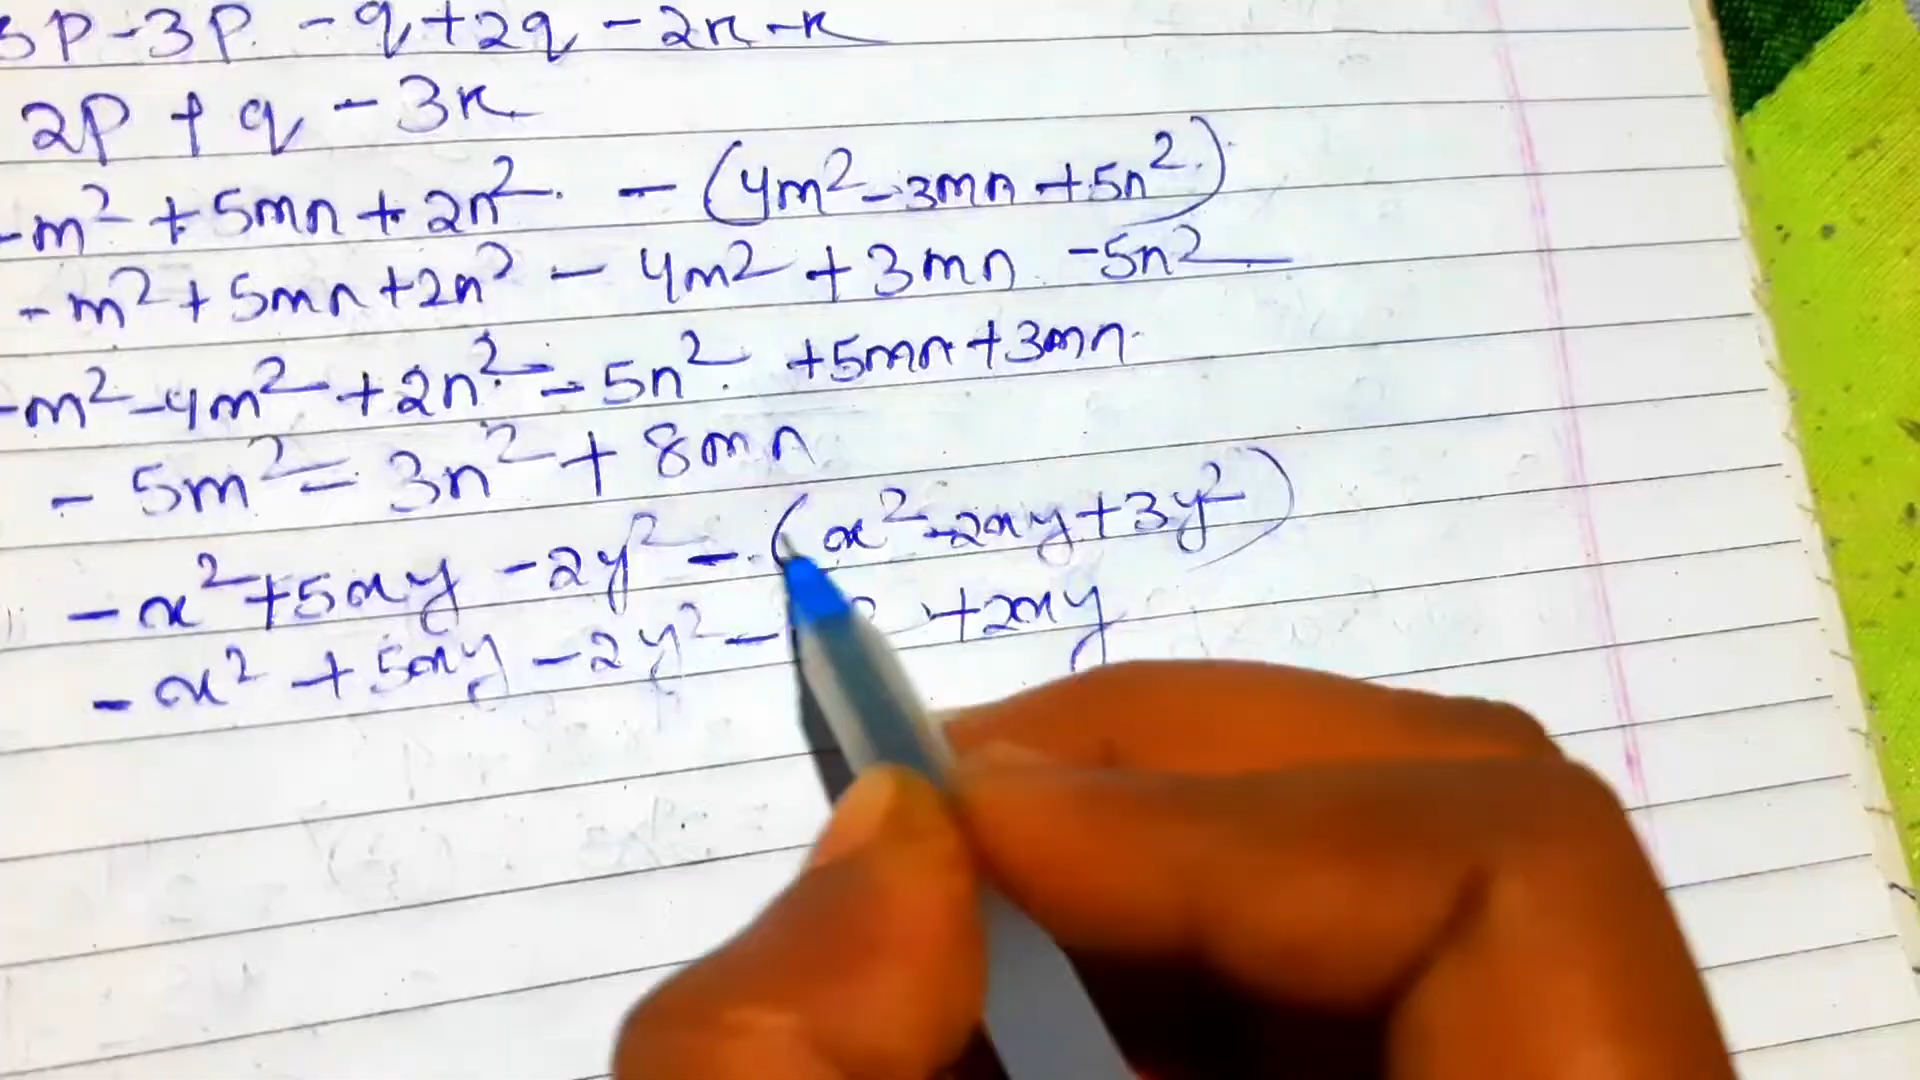 3p-3p-q+2q-2r-r
2p+q-3r
-m²+5mn+2n²-(4m²-3mn+5n²)
-m²+5mn+2n²-4m²+3mn-5n²
-m²-4m²+2n²-5n²+5mn+3mn
-5m²=3n²+8mn
-x²+5xy-2y²-(x²-2xy+3y²)
-x²+5xy-2y²- +2xy